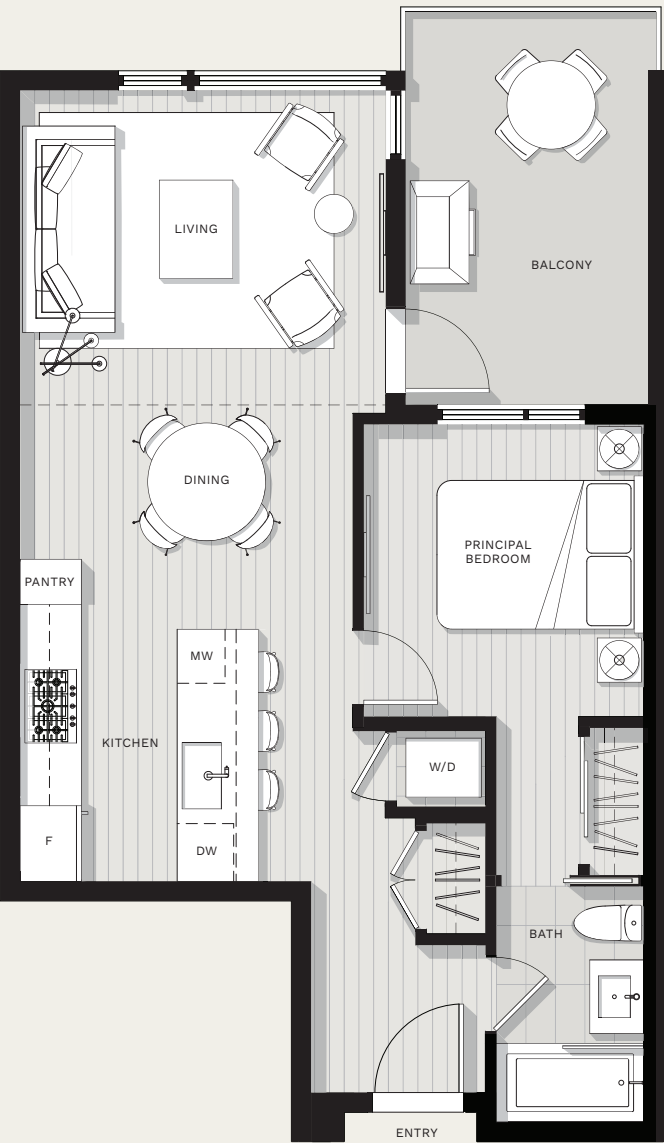 LIVING
BALCONY
DINING
PRINCIPAL
BEDROOM
PANTRY
MW
KITCHEN
W/D
F
DW
BATH
ENTRY